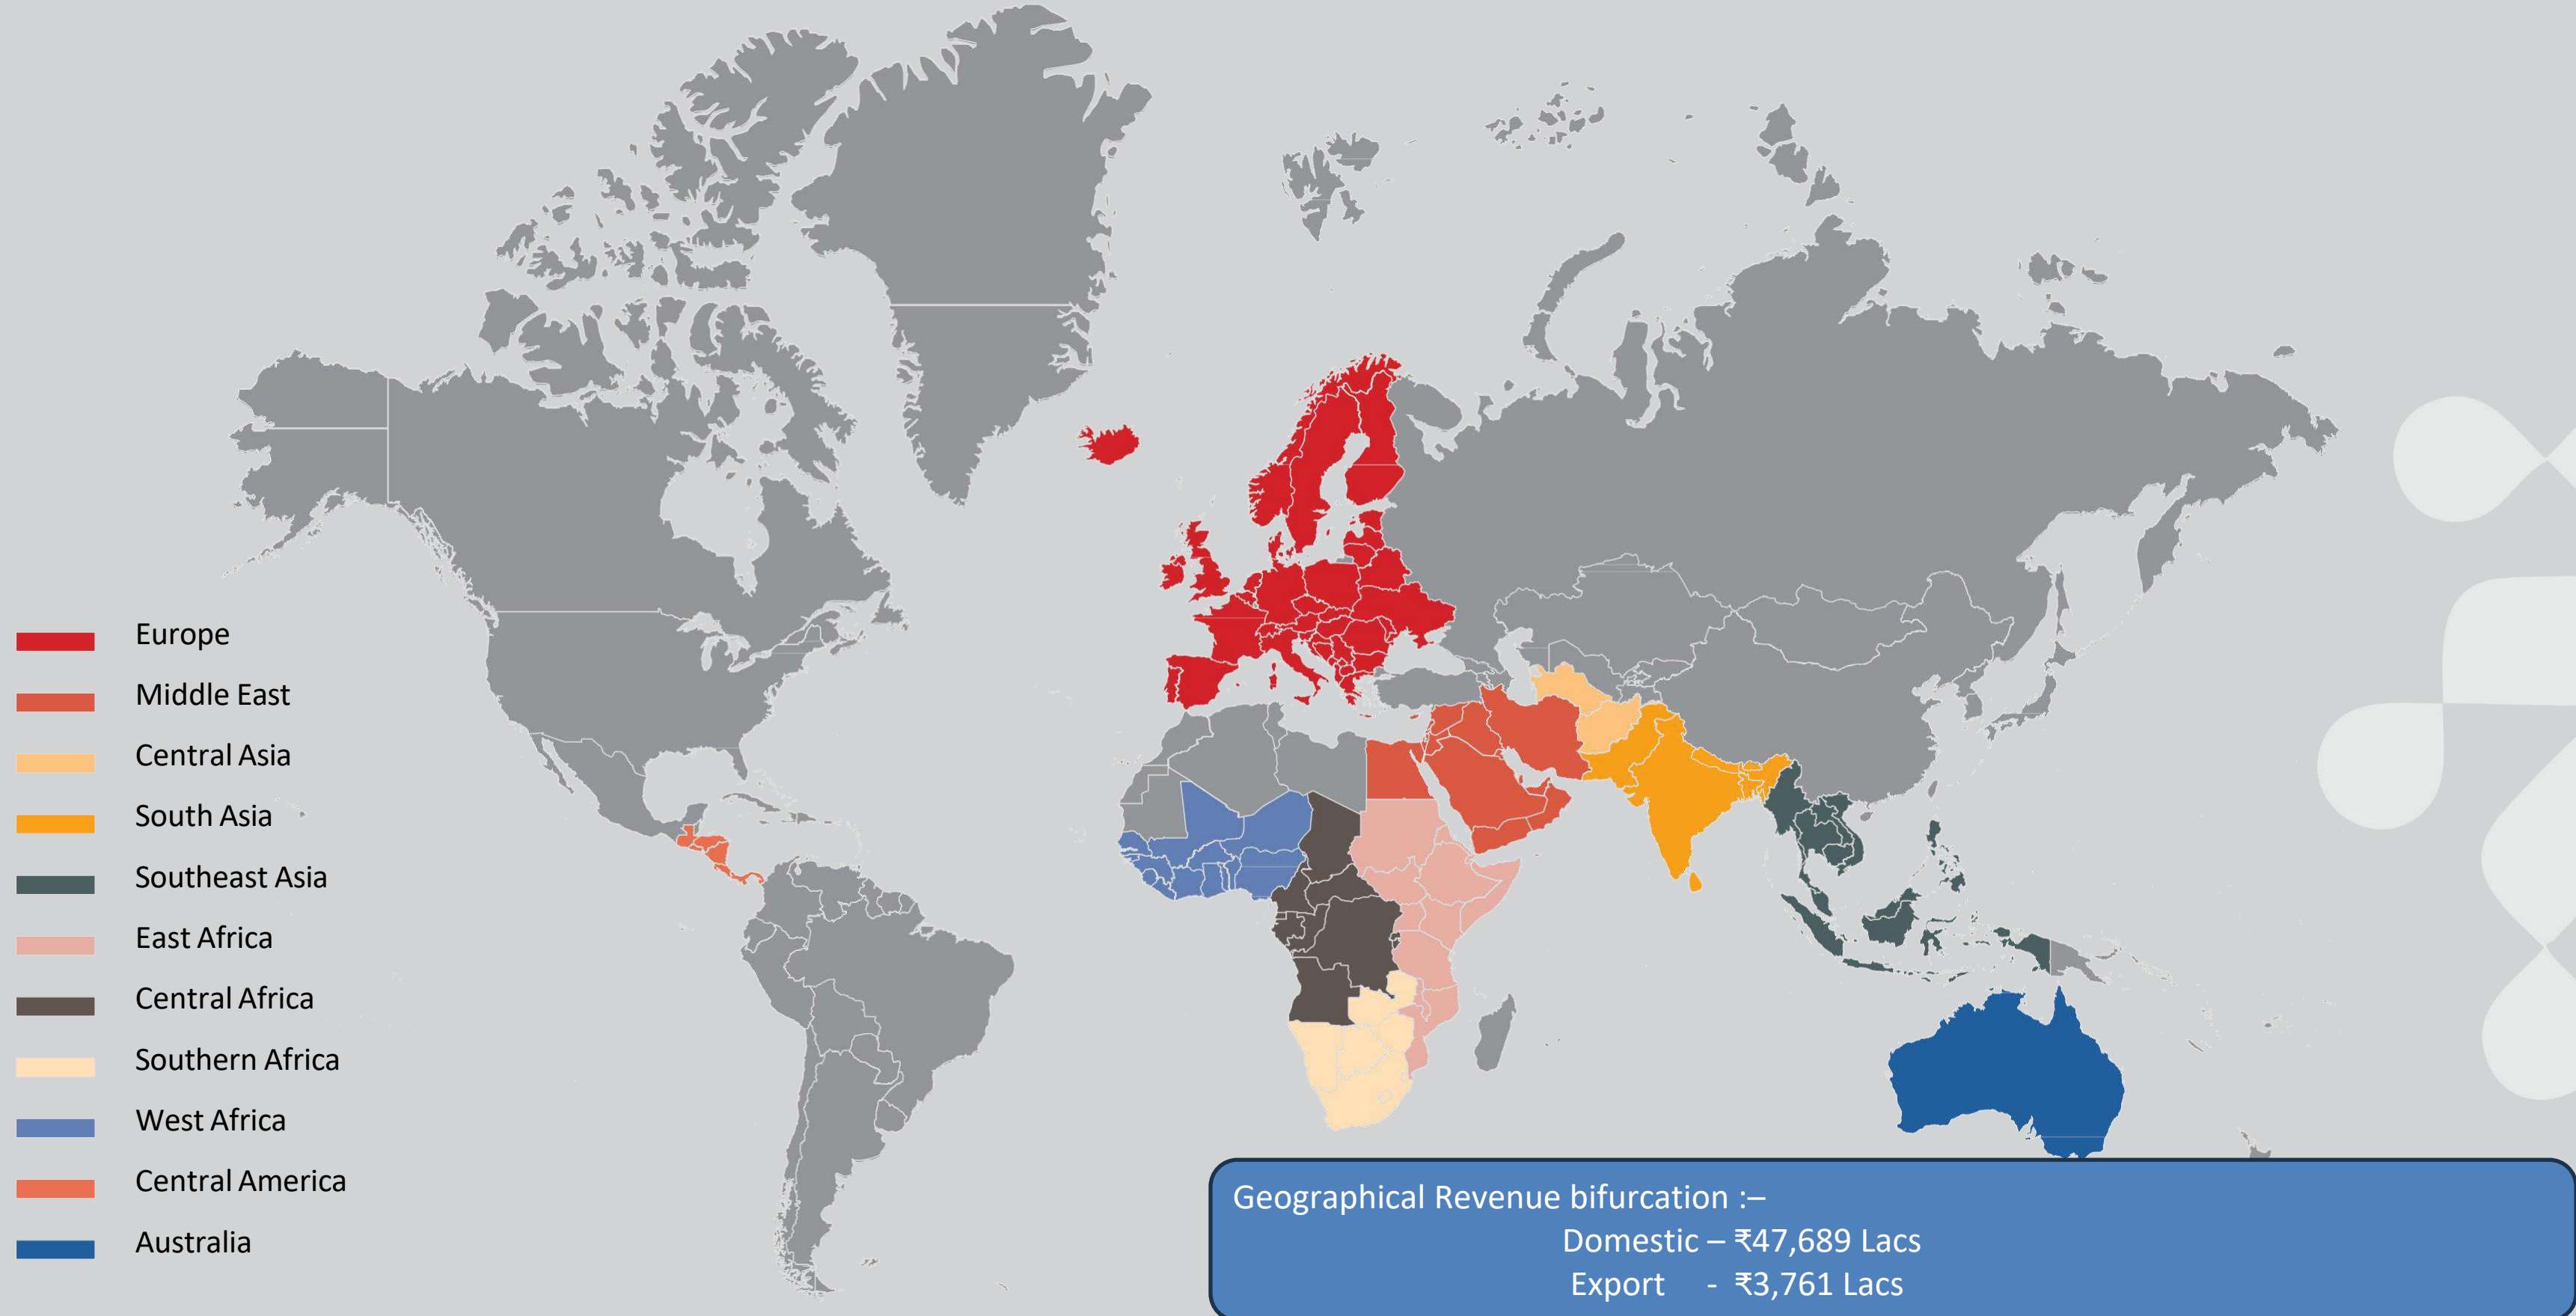 Europe
Middle East
Central Asia
South Asia
Southeast Asia
East Africa
Central Africa
Southern Africa
West Africa
Central America
Australia
Geographical Revenue bifurcation :–
Domestic – ₹47,689 Lacs
Export - ₹3,761 Lacs